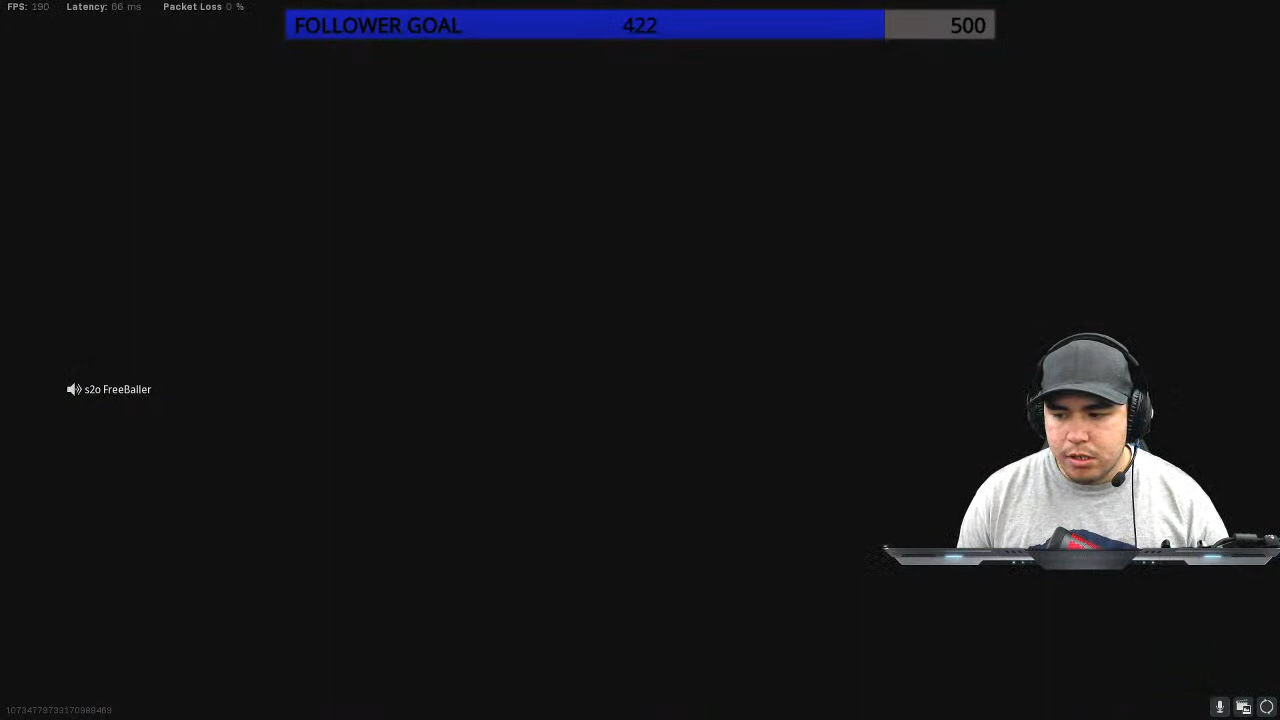 FPS: 190 Latency: 66 ms Packet Loss 0 %
FOLLOWER GOAL 422 500
s2o FreeBaller